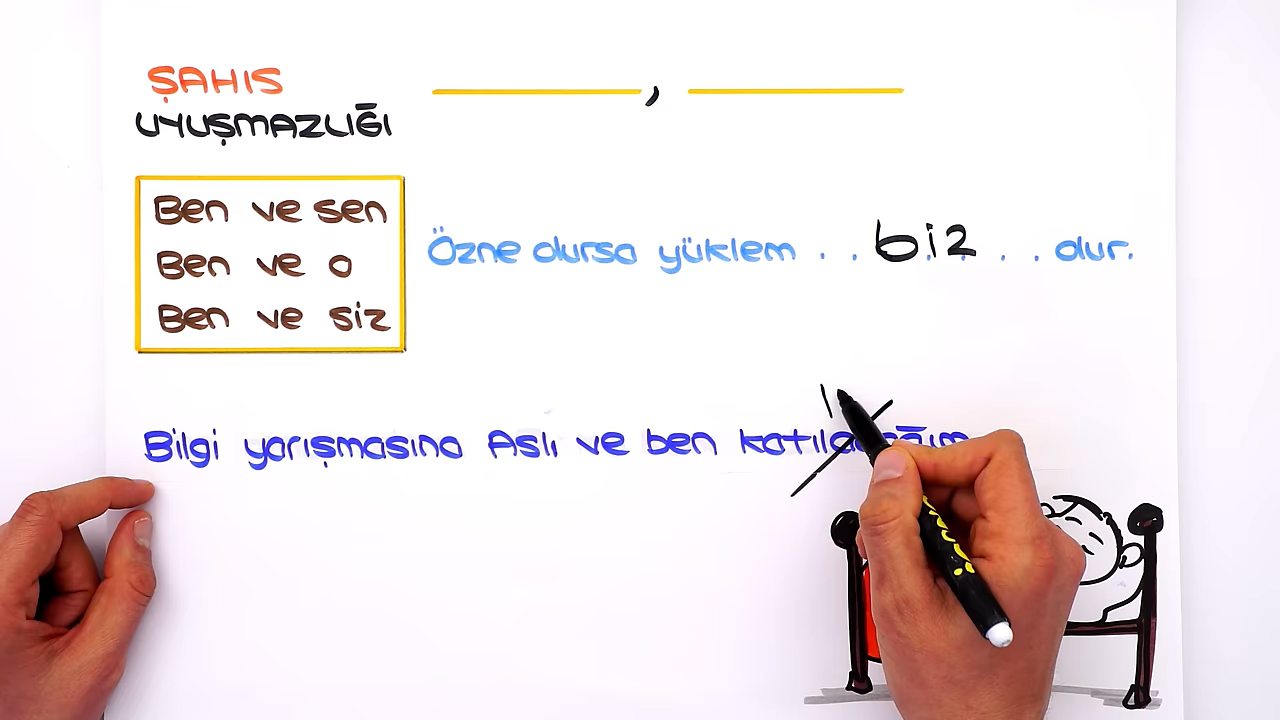 ŞAHIS
UYUŞMAZLIĞI
,
Ben ve sen
Ben ve o
Ben ve siz
Özne olursa yüklem . . biz . . olur.
Bilgi yarışmasına Aslı ve ben